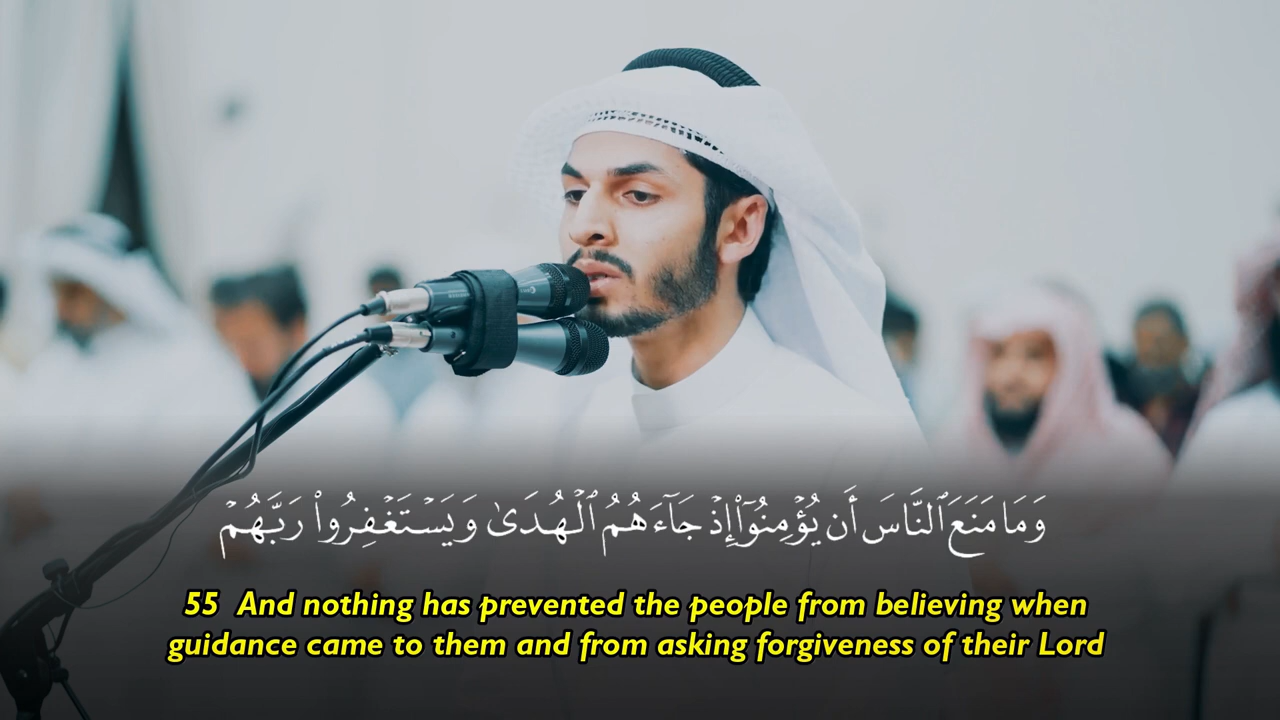 وَمَا مَنَعَ ٱلنَّاسَ أَن يُؤْمِنُوٓا۟ إِذْ جَآءَهُمُ ٱلْهُدَىٰ وَيَسْتَغْفِرُوا۟ رَبَّهُمْ
55 And nothing has prevented the people from believing when
guidance came to them and from asking forgiveness of their Lord